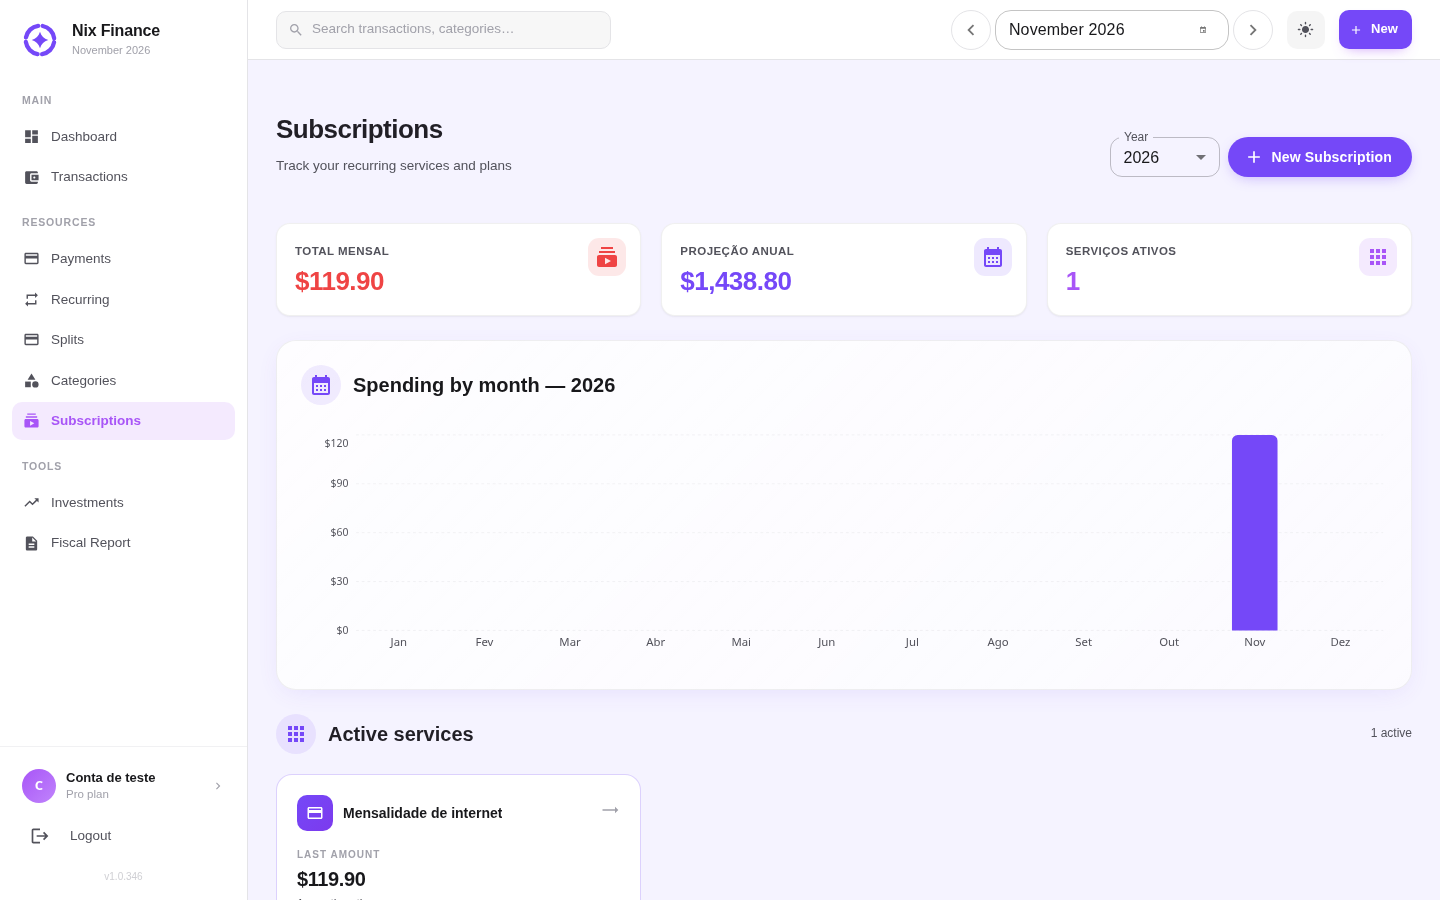 Nix Finance
November 2026
MAIN
Dashboard
Transactions
RESOURCES
Payments
Recurring
Splits
Categories
Subscriptions
TOOLS
Investments
Fiscal Report
C
Conta de teste
Pro plan
Logout
v1.0.346
Search transactions, categories…
November 2026
New
Subscriptions
Track your recurring services and plans
Year
2026
New Subscription
TOTAL MENSAL
$119.90
PROJEÇÃO ANUAL
$1,438.80
SERVIÇOS ATIVOS
1
Spending by month — 2026
$120
$90
$60
$30
$0
Jan Fev Mar Abr Mai Jun Jul Ago Set Out Nov Dez
Active services
1 active
Mensalidade de internet
LAST AMOUNT
$119.90